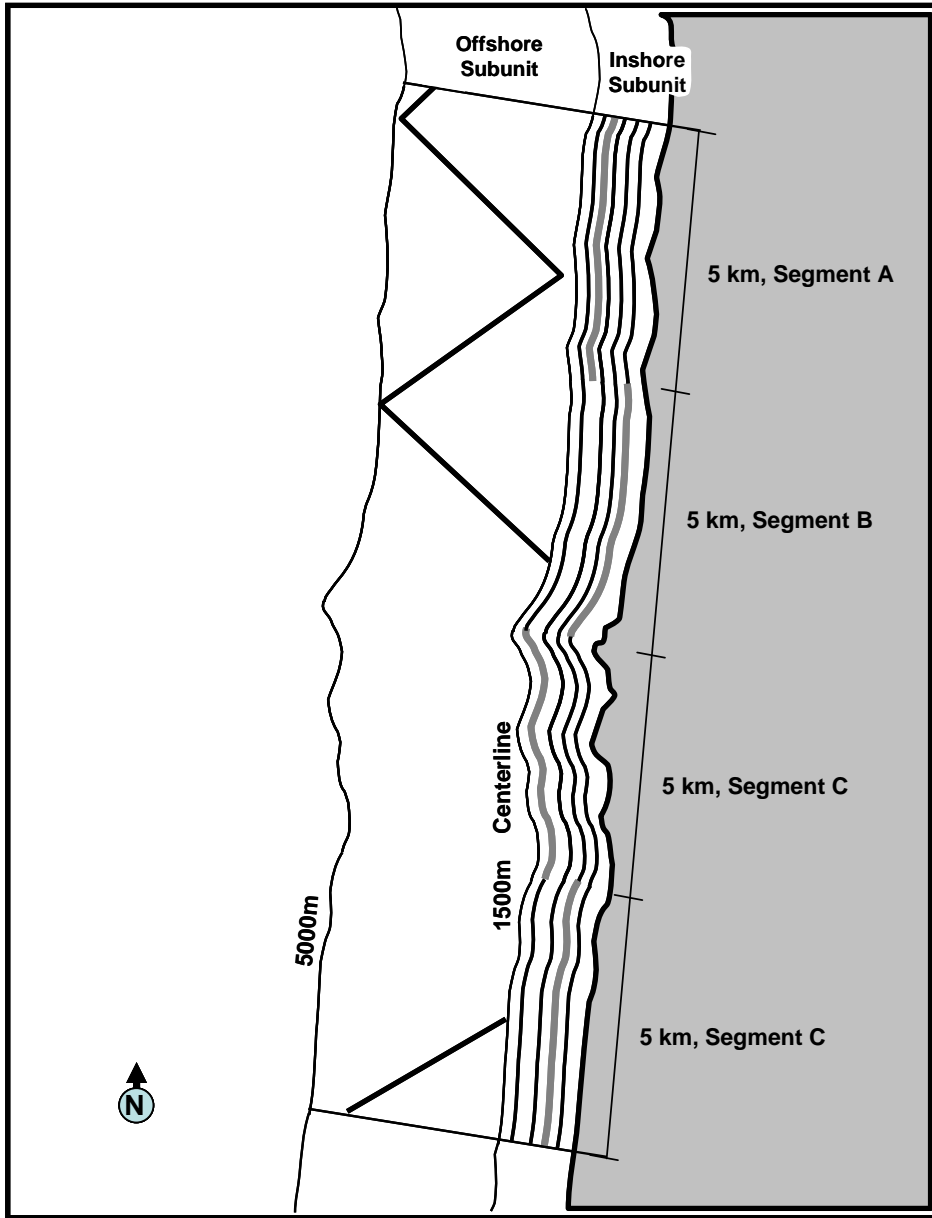 Offshore
Subunit
Inshore
Subunit
5 km, Segment A
5 km, Segment B
Centerline
5 km, Segment C
1500m
5000m
5 km, Segment C
N